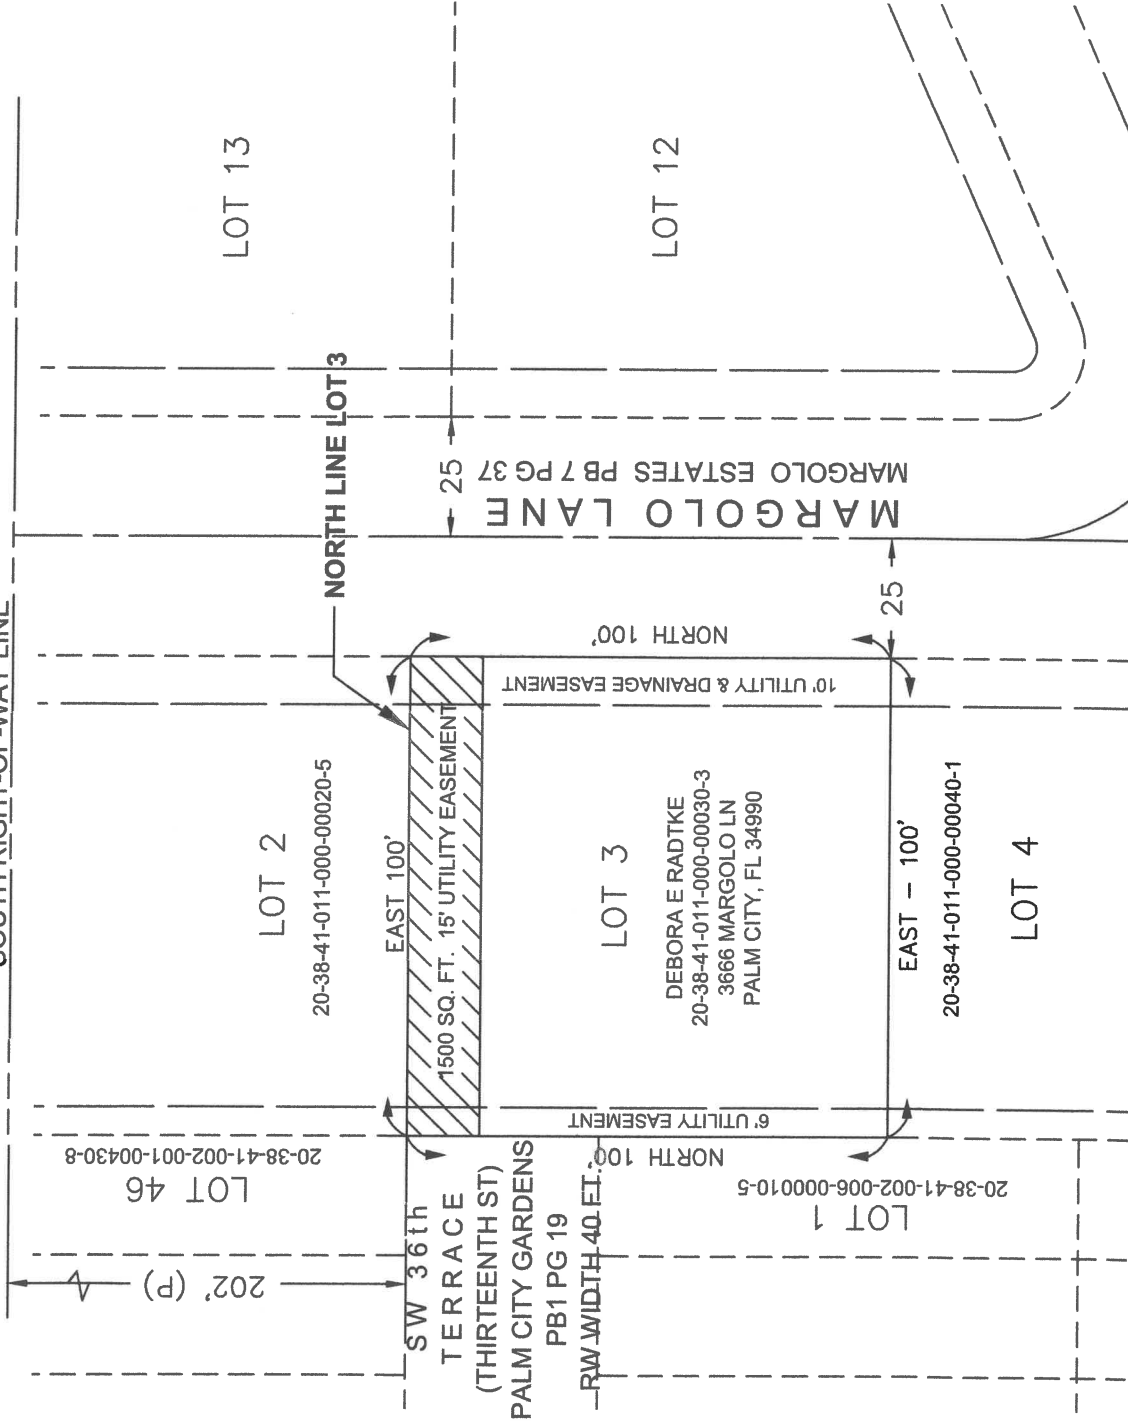 LOT 13
LOT 12
NORTH LINE LOT 3
25
MARGOLO LANE
MARGOLO ESTATES PB 7 PG 37
25
NORTH 100'
10' UTILITY & DRAINAGE EASEMENT
LOT 2
20-38-41-011-000-00020-5
EAST 100'
1500 SQ. FT. 15' UTILITY EASEMENT
LOT 3
DEBORA E RADTKE
20-38-41-011-000-00030-3
3666 MARGOLO LN
PALM CITY, FL 34990
EAST - 100'
20-38-41-011-000-00040-1
LOT 4
6' UTILITY EASEMENT
NORTH 100'
LOT 46
20-38-41-002-001-00430-8
LOT 1
20-38-41-002-006-000010-5
202' (P)
SW 36th
TERRACE
(THIRTEENTH ST)
PALM CITY GARDENS
PB1 PG 19
RW WIDTH 40 FT.
SOUTH RIGHT-OF-WAY LINE